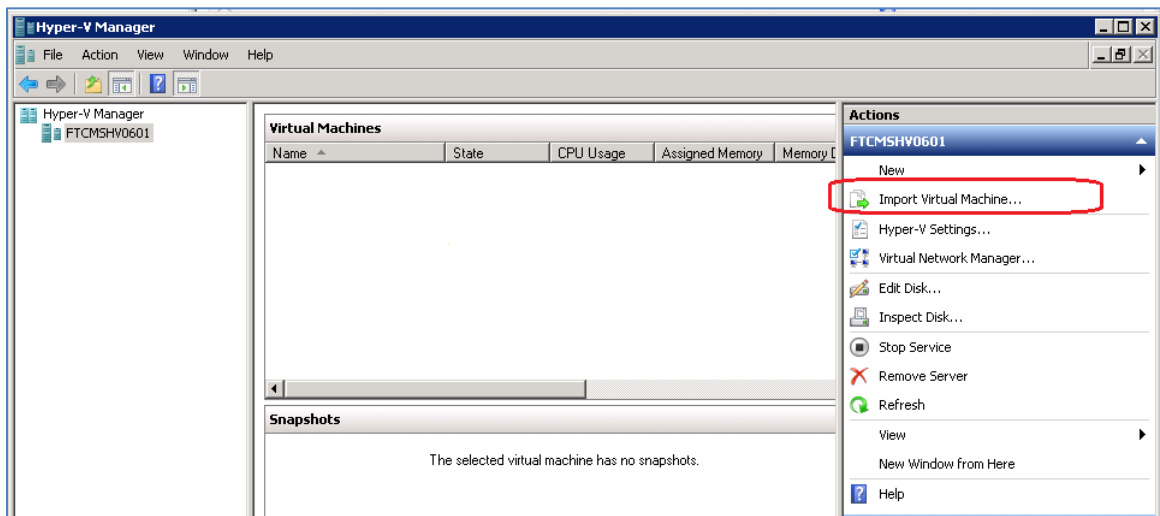 Hyper-V Manager
File Action View Window Help
Hyper-V Manager
FTCMSHV0601
Virtual Machines
Name State CPU Usage Assigned Memory Memory D
Snapshots
The selected virtual machine has no snapshots.
Actions
FTCMSHV0601
New
Import Virtual Machine...
Hyper-V Settings...
Virtual Network Manager...
Edit Disk...
Inspect Disk...
Stop Service
Remove Server
Refresh
View
New Window from Here
Help